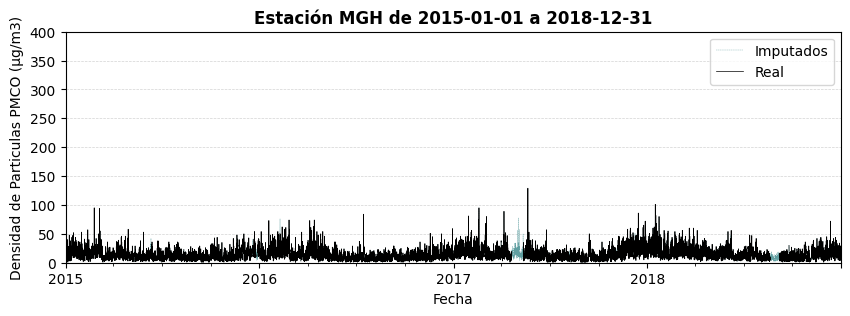 Estación MGH de 2015-01-01 a 2018-12-31
Densidad de Particulas PMCO (μg/m3)
400
350
300
250
200
150
100
50
0
Imputados
Real
2015
2016
2017
2018
Fecha